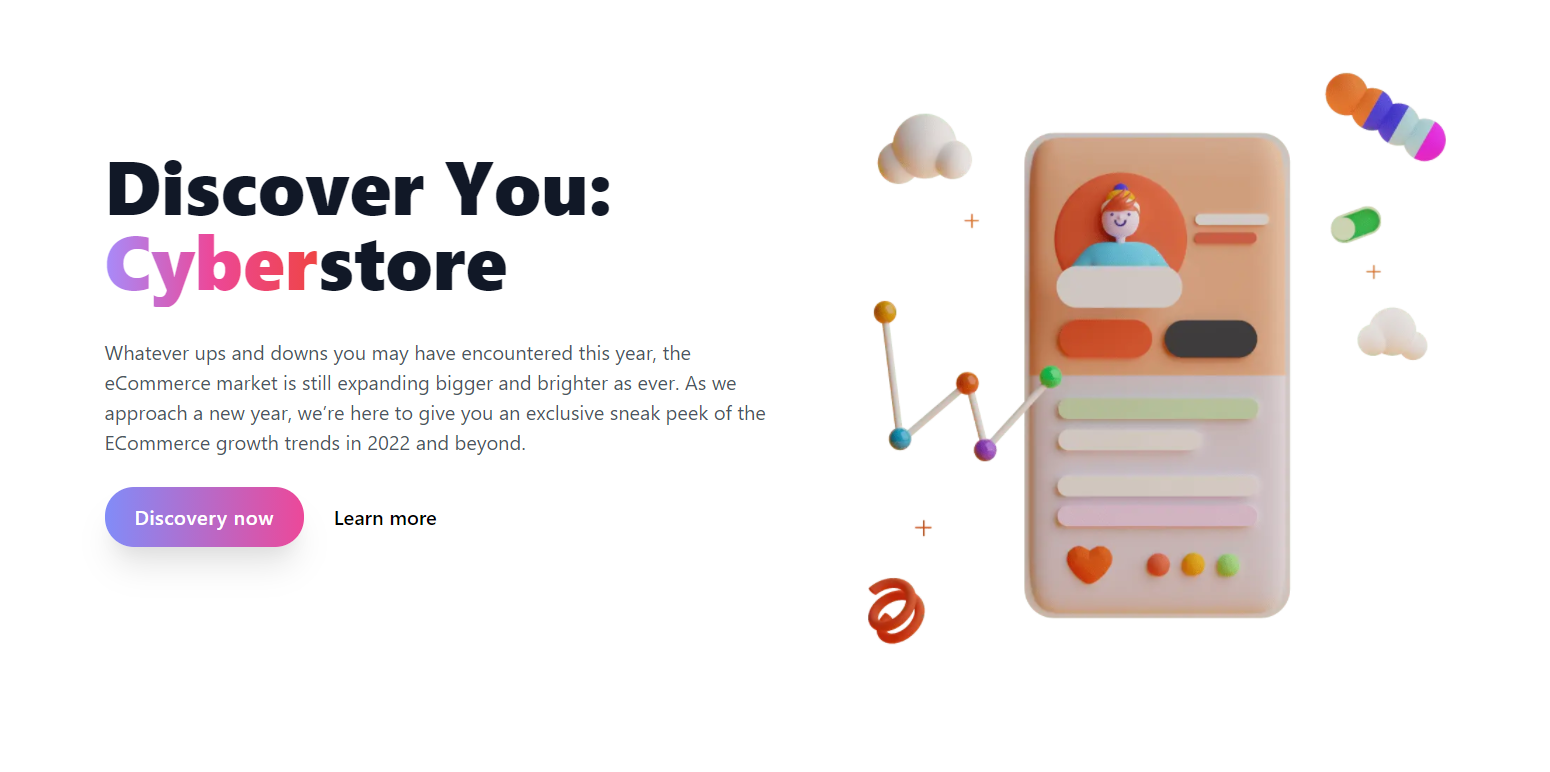 Discover You:
Cyberstore
Whatever ups and downs you may have encountered this year, the
eCommerce market is still expanding bigger and brighter as ever. As we
approach a new year, we’re here to give you an exclusive sneak peek of the
ECommerce growth trends in 2022 and beyond.
Discovery now
Learn more